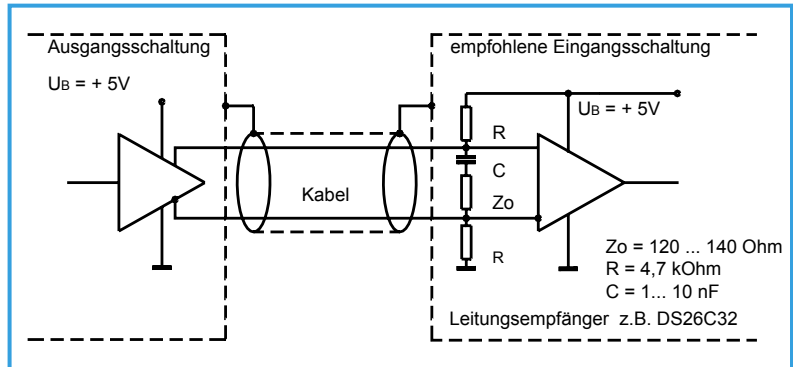 Ausgangsschaltung
empfohlene Eingangsschaltung
UB = + 5V
UB = + 5V
R
C
Kabel
Zo
R
Zo = 120 ... 140 Ohm
R = 4,7 kOhm
C = 1... 10 nF
Leitungsempfänger z.B. DS26C32